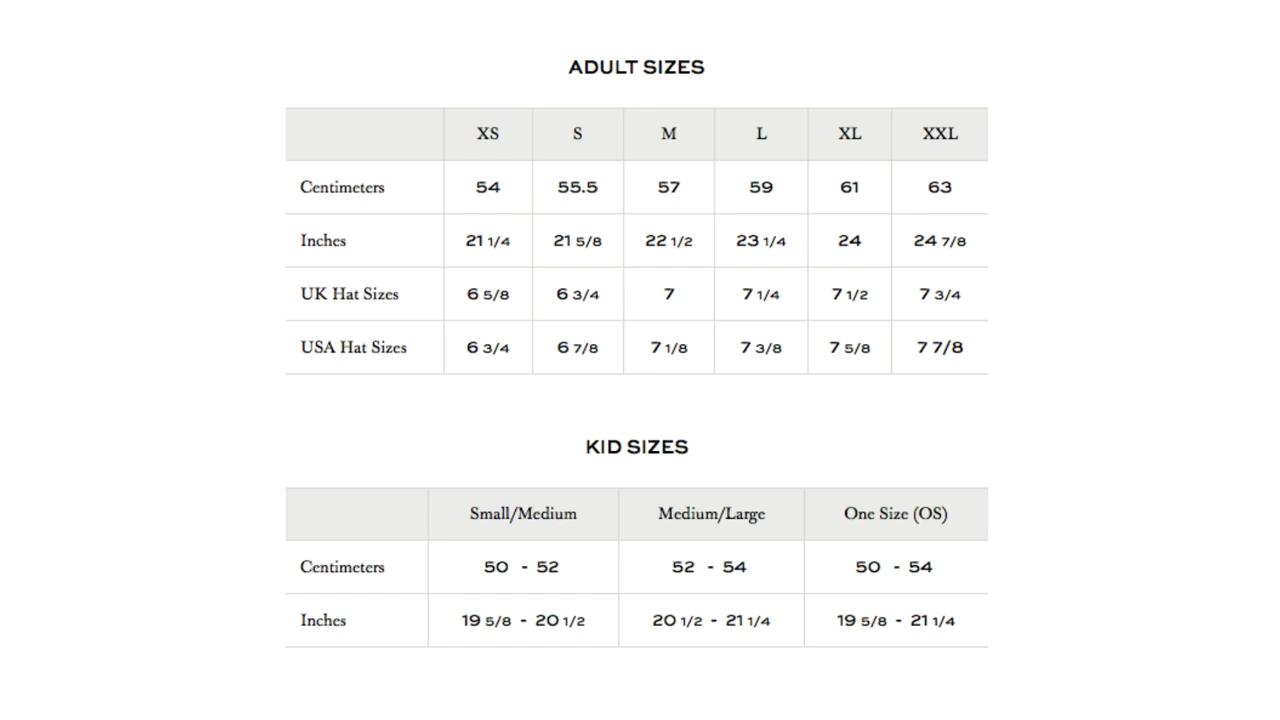 ADULT SIZES
XS S M L XL XXL
Centimeters 54 55.5 57 59 61 63
Inches 21 1/4 21 5/8 22 1/2 23 1/4 24 24 7/8
UK Hat Sizes 6 5/8 6 3/4 7 7 1/4 7 1/2 7 3/4
USA Hat Sizes 6 3/4 6 7/8 7 1/8 7 3/8 7 5/8 7 7/8
KID SIZES
Small/Medium Medium/Large One Size (OS)
Centimeters 50 - 52 52 - 54 50 - 54
Inches 19 5/8 - 20 1/2 20 1/2 - 21 1/4 19 5/8 - 21 1/4